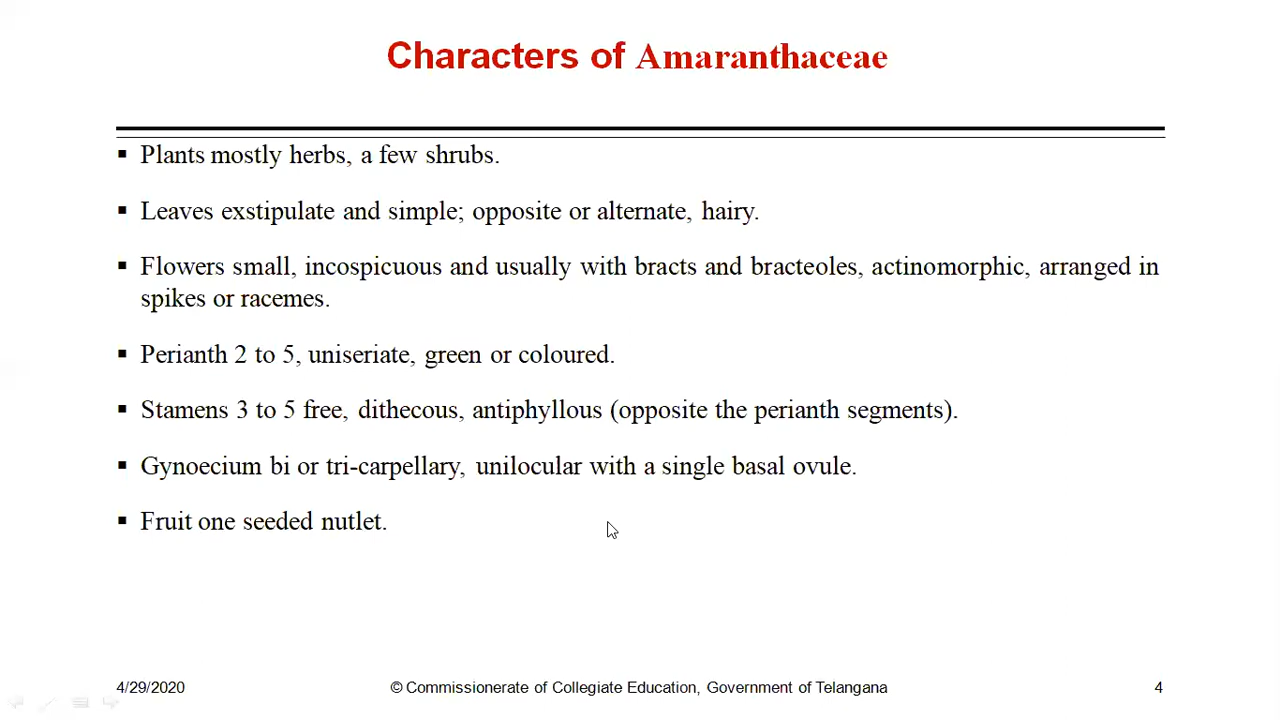 Characters of Amaranthaceae
▪ Plants mostly herbs, a few shrubs.
▪ Leaves exstipulate and simple; opposite or alternate, hairy.
▪ Flowers small, incospicuous and usually with bracts and bracteoles, actinomorphic, arranged in
spikes or racemes.
▪ Perianth 2 to 5, uniseriate, green or coloured.
▪ Stamens 3 to 5 free, dithecous, antiphyllous (opposite the perianth segments).
▪ Gynoecium bi or tri-carpellary, unilocular with a single basal ovule.
▪ Fruit one seeded nutlet.
4/29/2020 © Commissionerate of Collegiate Education, Government of Telangana 4